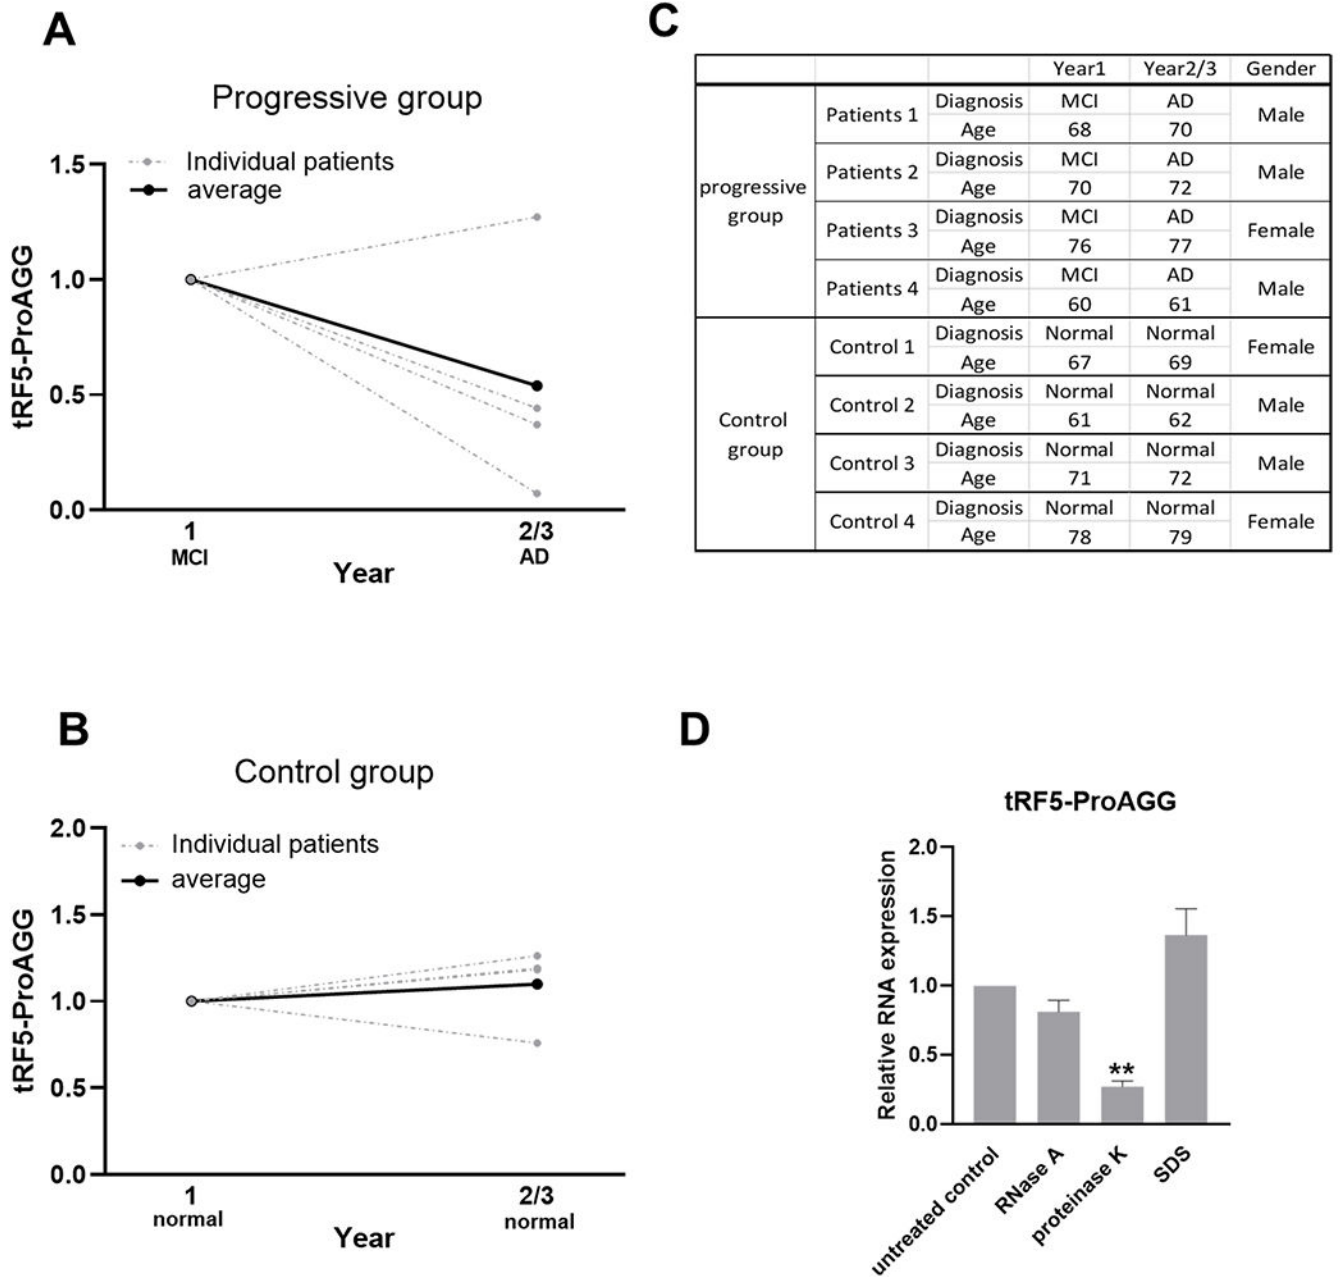 A
Progressive group
Individual patients
average
1.5
1.0
0.5
0.0
tRF5-ProAGG
1
MCI
2/3
AD
Year
C
Year1 Year2/3 Gender
progressive group
Patients 1 Diagnosis MCI AD Male
Age 68 70
Patients 2 Diagnosis MCI AD Male
Age 70 72
Patients 3 Diagnosis MCI AD Female
Age 76 77
Patients 4 Diagnosis MCI AD Male
Age 60 61
Control group
Control 1 Diagnosis Normal Normal Female
Age 67 69
Control 2 Diagnosis Normal Normal Male
Age 61 62
Control 3 Diagnosis Normal Normal Male
Age 71 72
Control 4 Diagnosis Normal Normal Female
Age 78 79
B
Control group
Individual patients
average
2.0
1.5
1.0
0.5
0.0
tRF5-ProAGG
1
normal
2/3
normal
Year
D
tRF5-ProAGG
Relative RNA expression
2.0
1.5
1.0
0.5
0.0
**
untreated control
RNase A
proteinase K
SDS